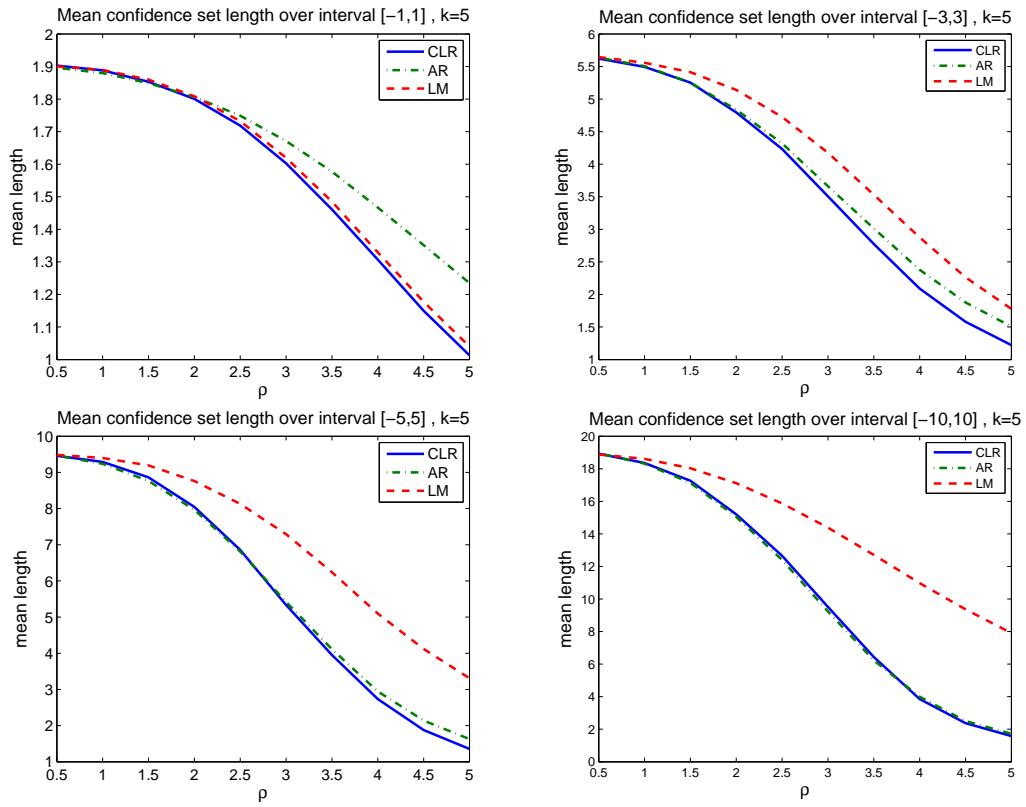 Mean confidence set length over interval [−1,1] , k=5
2
1.9
1.8
1.7
1.6
1.5
1.4
1.3
1.2
1.1
1
mean length
CLR
AR
LM
0.5 1 1.5 2 2.5 3 3.5 4 4.5 5
ρ
Mean confidence set length over interval [−3,3] , k=5
6
5.5
5
4.5
4
3.5
3
2.5
2
1.5
1
mean length
CLR
AR
LM
0.5 1 1.5 2 2.5 3 3.5 4 4.5 5
ρ
Mean confidence set length over interval [−5,5] , k=5
10
9
8
7
6
5
4
3
2
1
mean length
CLR
AR
LM
0.5 1 1.5 2 2.5 3 3.5 4 4.5 5
ρ
Mean confidence set length over interval [−10,10] , k=5
20
18
16
14
12
10
8
6
4
2
0
mean length
CLR
AR
LM
0.5 1 1.5 2 2.5 3 3.5 4 4.5 5
ρ